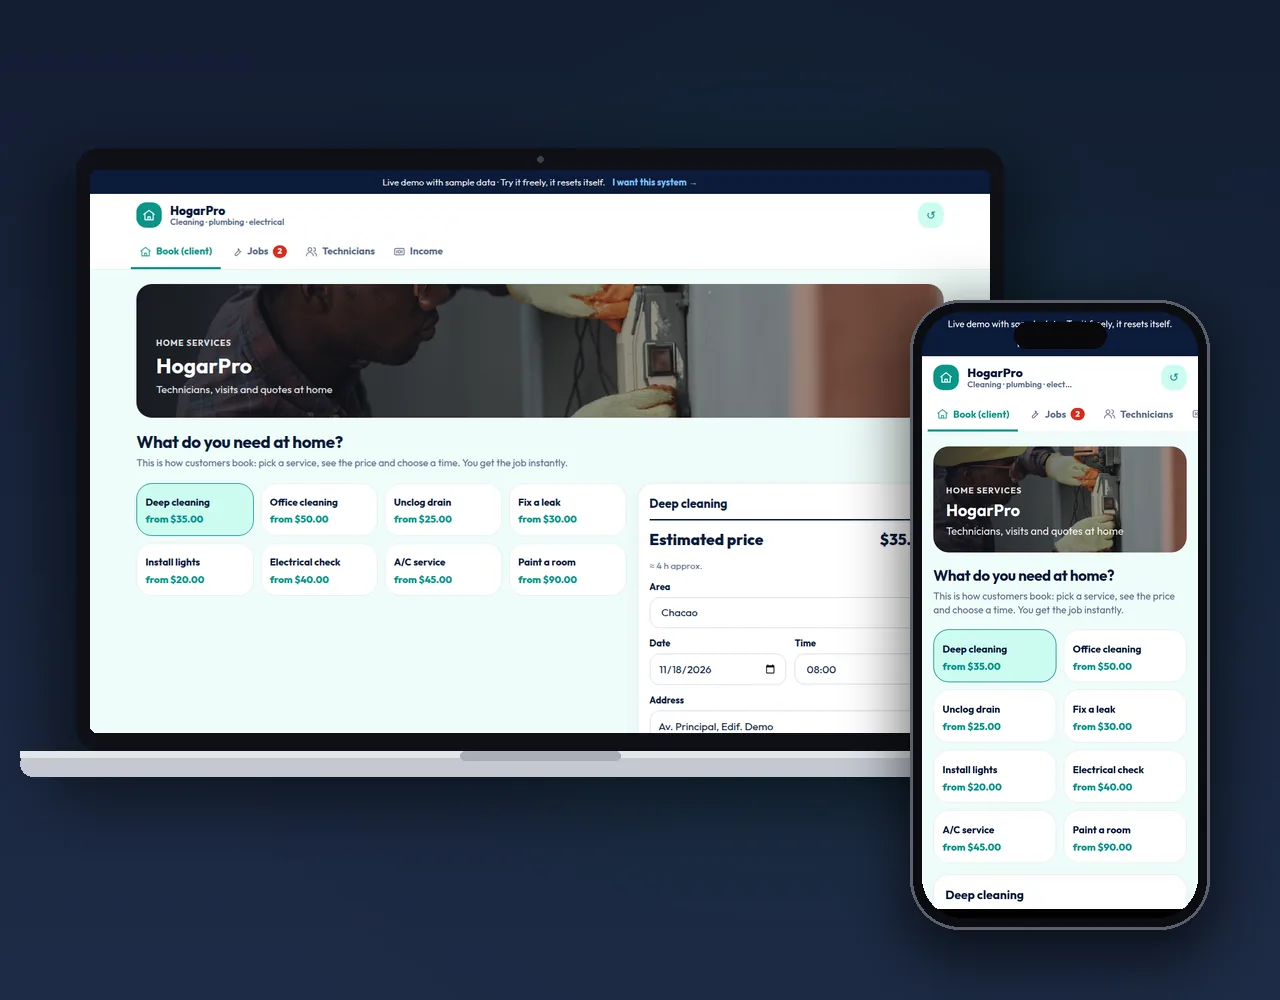 Live demo with sample data · Try it freely, it resets itself. I want this system →
HogarPro
Cleaning · plumbing · electrical
Book (client)
Jobs 2
Technicians
Income
HOME SERVICES
HogarPro
Technicians, visits and quotes at home
What do you need at home?
This is how customers book: pick a service, see the price and choose a time. You get the job instantly.
Deep cleaning
from $35.00
Office cleaning
from $50.00
Unclog drain
from $25.00
Fix a leak
from $30.00
Install lights
from $20.00
Electrical check
from $40.00
A/C service
from $45.00
Paint a room
from $90.00
Deep cleaning
Estimated price $35.
≈ 4 h approx.
Area
Chacao
Date
Time
11/18/2026
08:00
Address
Av. Principal, Edif. Demo
Live demo with it resets itself.
HogarPro
Cleaning · plumbing · elect...
Book (client)
Jobs 2
Technicians
HOME SERVICES
HogarPro
Technicians, visits and quotes at home
What do you need at home?
This is how customers book: pick a service, see the price
and choose a time. You get the job instantly.
Deep cleaning
from $35.00
Office cleaning
from $50.00
Unclog drain
from $25.00
Fix a leak
from $30.00
Install lights
from $20.00
Electrical check
from $40.00
A/C service
from $45.00
Paint a room
from $90.00
Deep cleaning